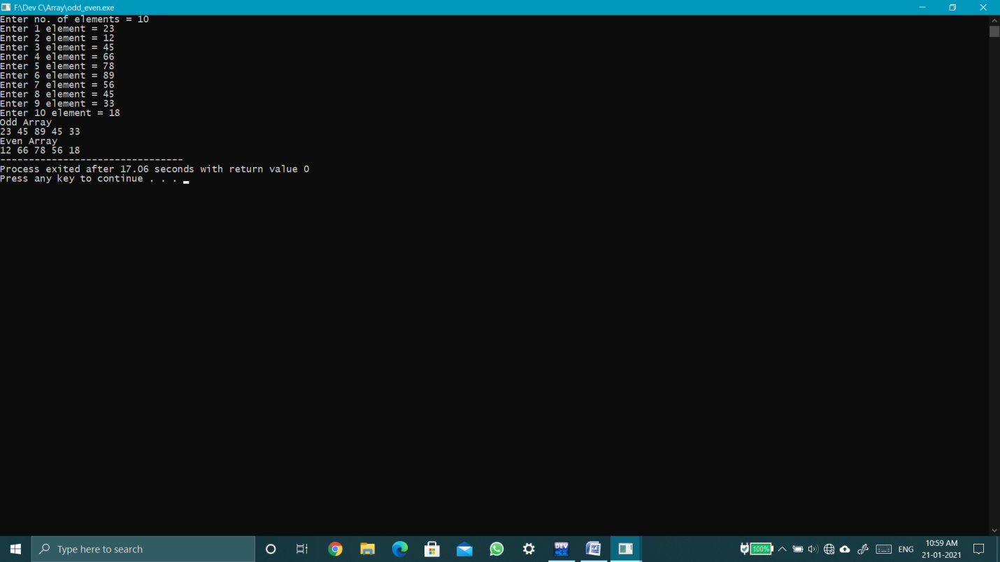 F:\Dev C\Array\odd_even.exe
Enter no. of elements = 10
Enter 1 element = 23
Enter 2 element = 12
Enter 3 element = 45
Enter 4 element = 66
Enter 5 element = 78
Enter 6 element = 89
Enter 7 element = 56
Enter 8 element = 45
Enter 9 element = 33
Enter 10 element = 18
Odd Array
23 45 89 45 33
Even Array
12 66 78 56 18
--------------------------------
Process exited after 17.06 seconds with return value 0
Press any key to continue . . .
Type here to search
DEV
100%
ENG
10:59 AM
21-01-2021